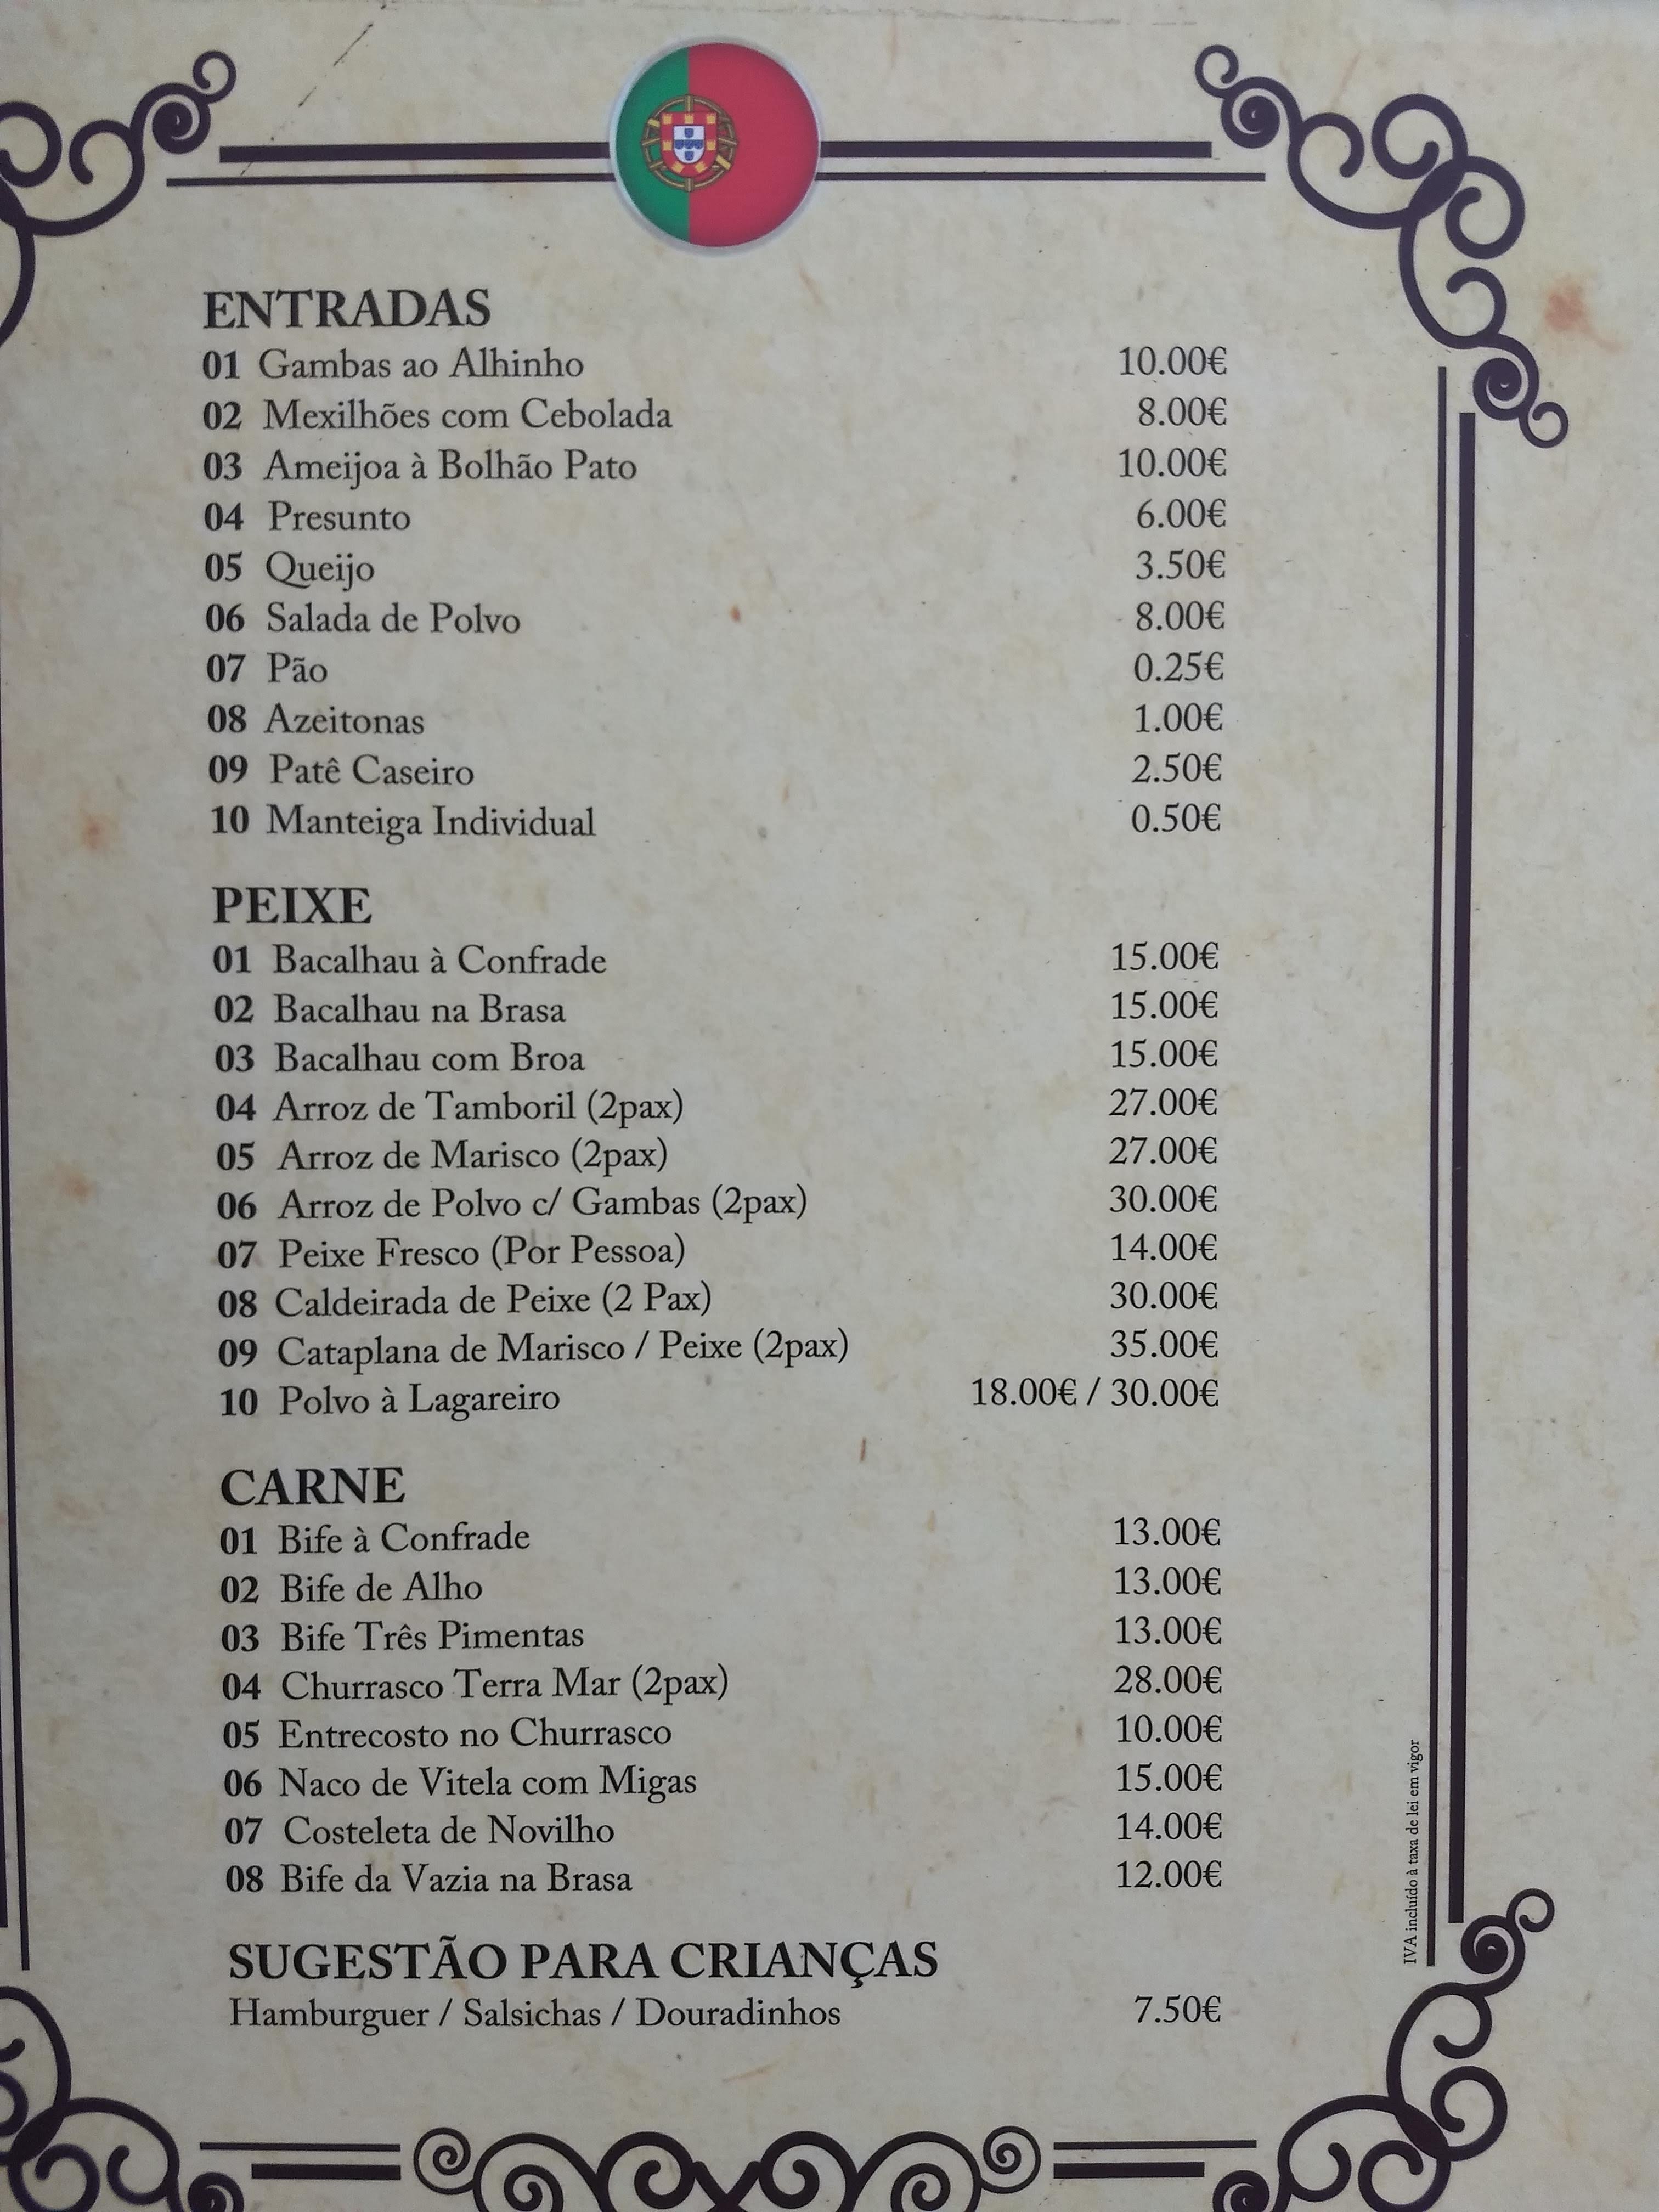 ENTRADAS
01 Gambas ao Alhinho 10.00€
02 Mexilhões com Cebolada 8.00€
03 Ameijoa à Bolhão Pato 10.00€
04 Presunto 6.00€
05 Queijo 3.50€
06 Salada de Polvo 8.00€
07 Pão 0.25€
08 Azeitonas 1.00€
09 Patê Caseiro 2.50€
10 Manteiga Individual 0.50€
PEIXE
01 Bacalhau à Confrade 15.00€
02 Bacalhau na Brasa 15.00€
03 Bacalhau com Broa 15.00€
04 Arroz de Tamboril (2pax) 27.00€
05 Arroz de Marisco (2pax) 27.00€
06 Arroz de Polvo c/ Gambas (2pax) 30.00€
07 Peixe Fresco (Por Pessoa) 14.00€
08 Caldeirada de Peixe (2 Pax) 30.00€
09 Cataplana de Marisco / Peixe (2pax) 35.00€
10 Polvo à Lagareiro 18.00€ / 30.00€
CARNE
01 Bife à Confrade 13.00€
02 Bife de Alho 13.00€
03 Bife Três Pimentas 13.00€
04 Churrasco Terra Mar (2pax) 28.00€
05 Entrecosto no Churrasco 10.00€
06 Naco de Vitela com Migas 15.00€
07 Costeleta de Novilho 14.00€
08 Bife da Vazia na Brasa 12.00€
SUGESTÃO PARA CRIANÇAS
Hamburguer / Salsichas / Douradinhos 7.50€
IVA incluído à taxa de lei em vigor